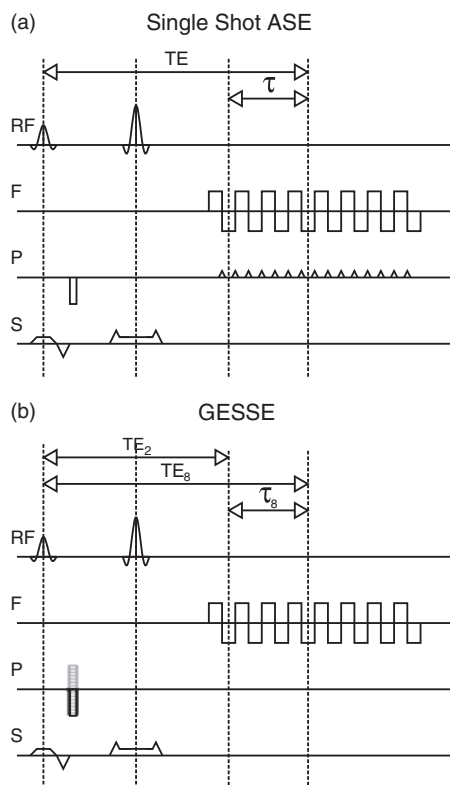 (a)
Single Shot ASE
TE
τ
RF
F
P
S
(b)
GESSE
TE₂
TE₈
τ₈
RF
F
P
S